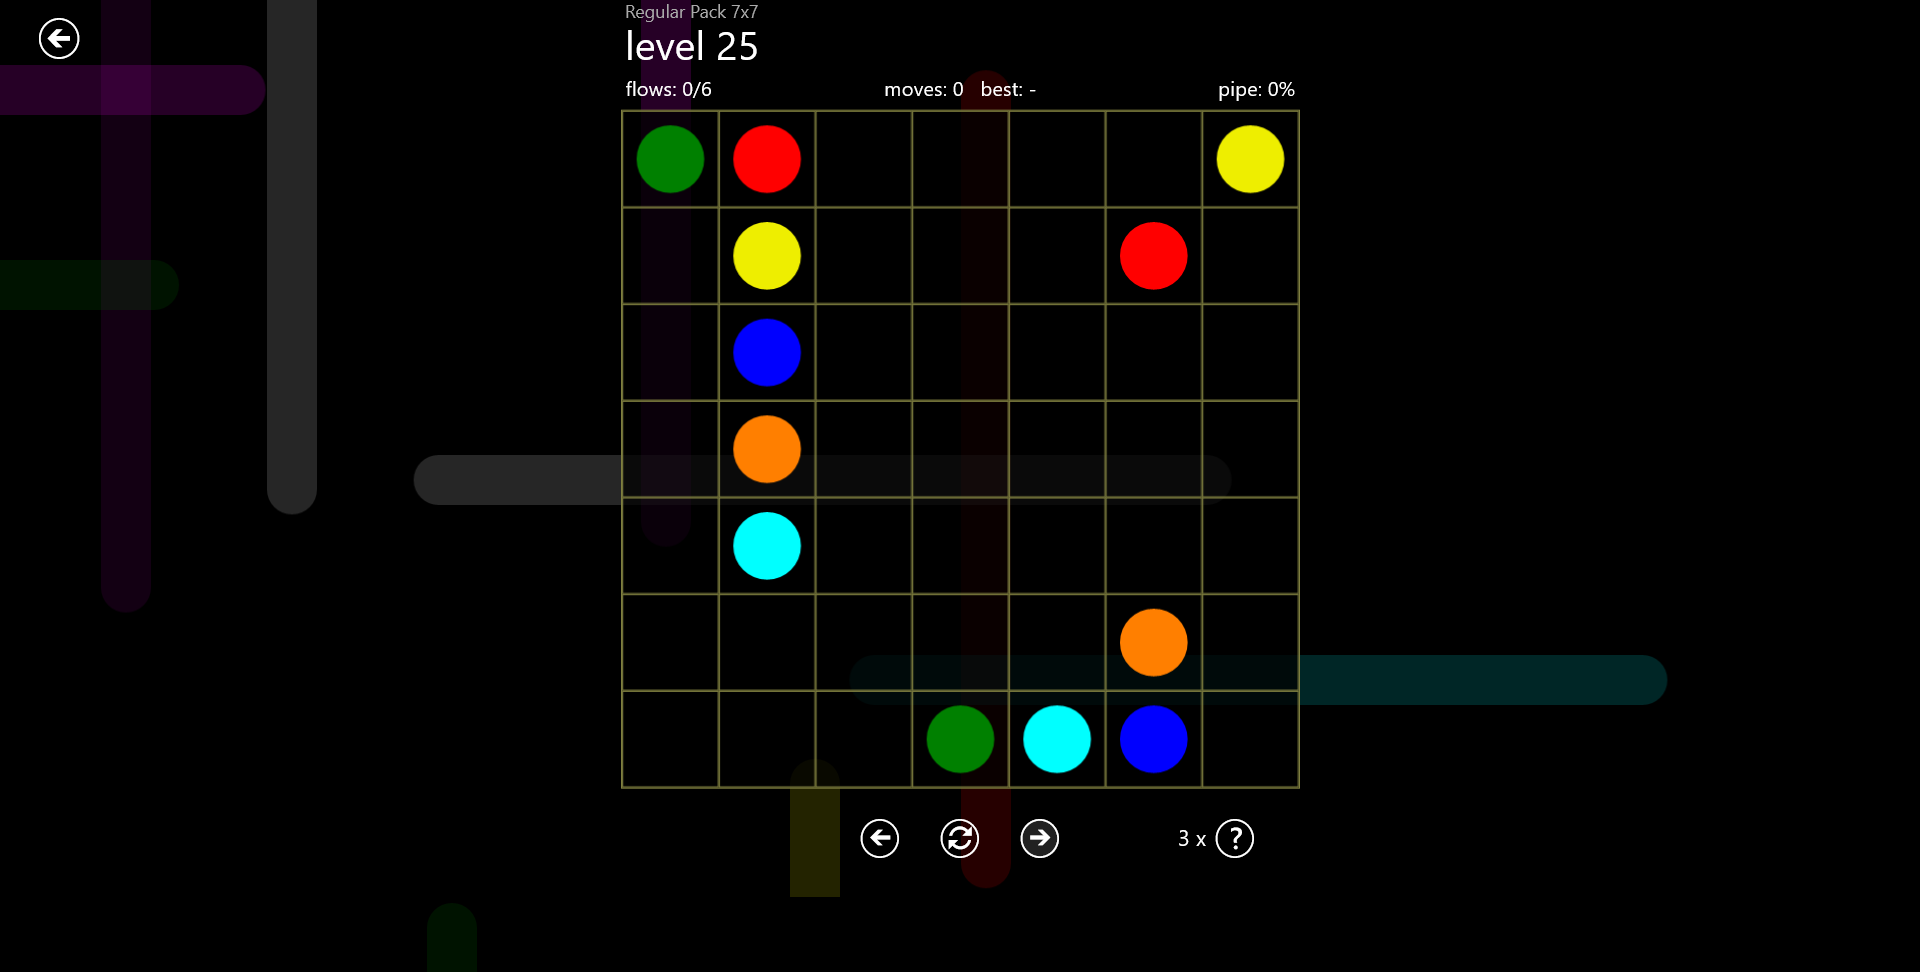 Regular Pack 7x7
level 25
flows: 0/6 moves: 0 best: - pipe: 0%
3 x ?